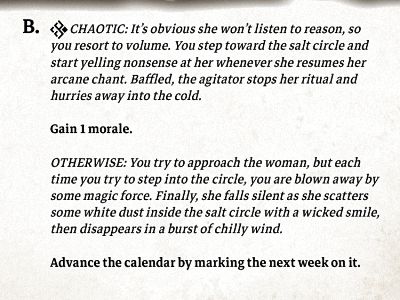 B. CHAOTIC: It's obvious she won't listen to reason, so
you resort to volume. You step toward the salt circle and
start yelling nonsense at her whenever she resumes her
arcane chant. Baffled, the agitator stops her ritual and
hurries away into the cold.
Gain 1 morale.
OTHERWISE: You try to approach the woman, but each
time you try to step into the circle, you are blown away by
some magic force. Finally, she falls silent as she scatters
some white dust inside the salt circle with a wicked smile,
then disappears in a burst of chilly wind.
Advance the calendar by marking the next week on it.